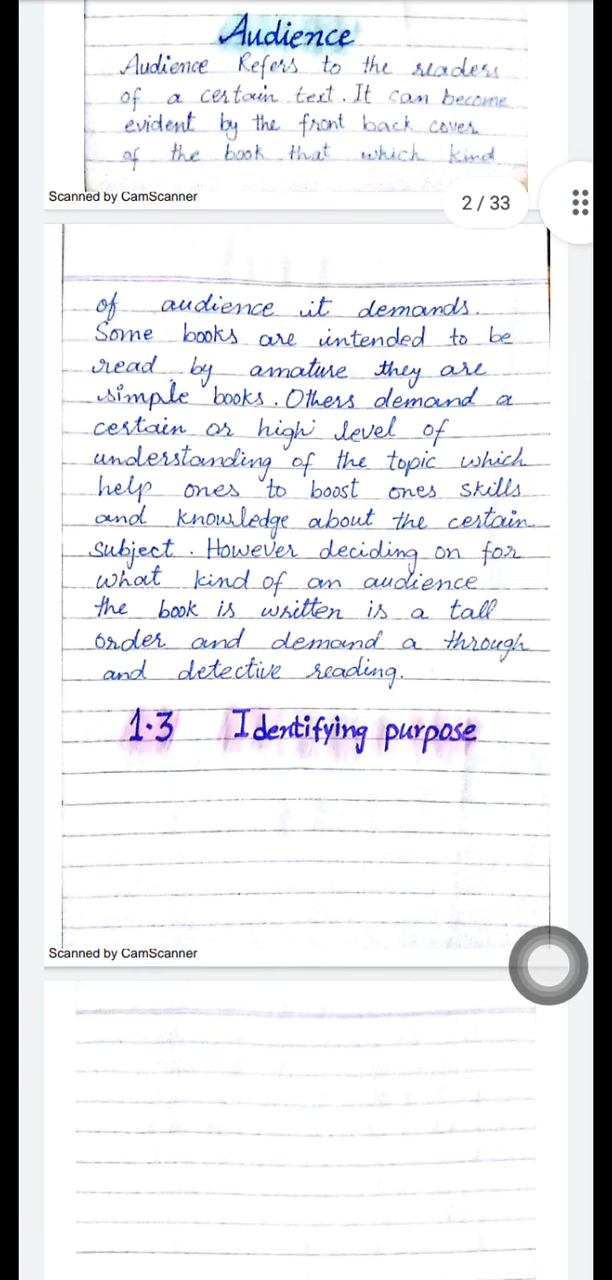 Audience
Audience Refers to the readers
of a certain text. It can become
evident by the front back cover
of the book that which kind
Scanned by CamScanner
2 / 33
of audience it demands.
Some books are intended to be
read by amature they are
simple books. Others demand a
certain or high level of
understanding of the topic which
help ones to boost ones skills
and knowledge about the certain
subject. However deciding on for
what kind of an audience
the book is written is a tall
order and demand a through
and detective reading.
1.3 Identifying purpose
Scanned by CamScanner